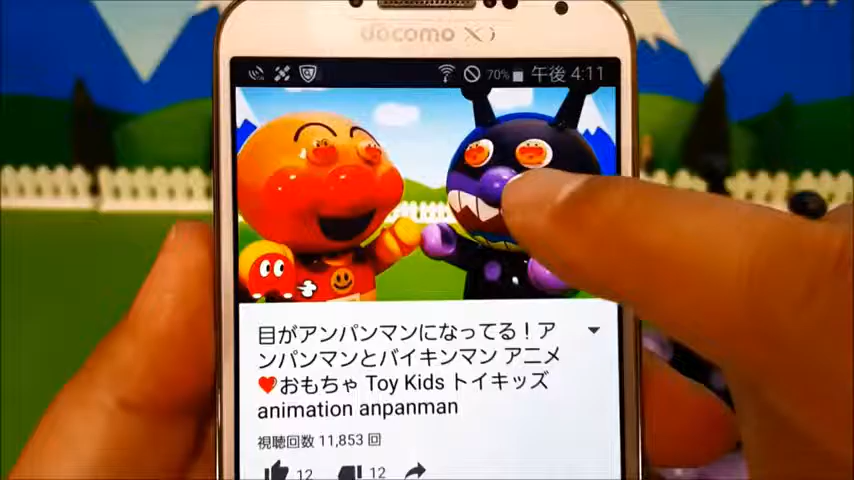 docomo Xi
70% 午後 4:11
目がアンパンマンになってる！ア
ンパンマンとバイキンマン アニメ
❤おもちゃ Toy Kids トイキッズ
animation anpanman
視聴回数 11,853 回
12 12